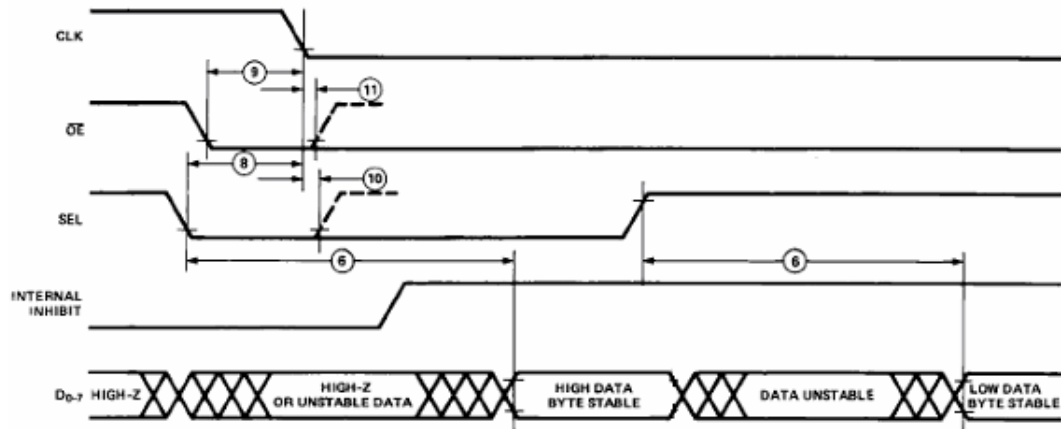 CLK
9
11
OE
8
10
SEL
6
6
INTERNAL
INHIBIT
D0-7
HIGH-Z
HIGH-Z
OR UNSTABLE DATA
HIGH DATA
BYTE STABLE
DATA UNSTABLE
LOW DATA
BYTE STABLE